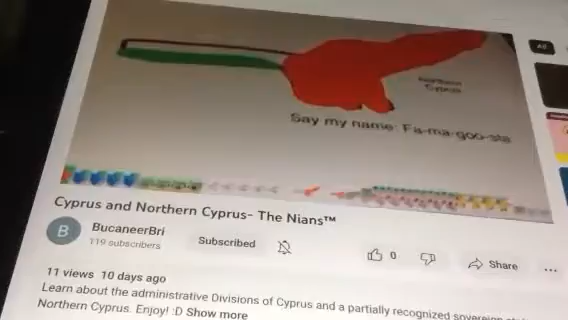 Northern
Cyprus
Say my name: Fa-ma-goo-sta
All
Cyprus and Northern Cyprus- The Nians™
B
BucaneerBri
119 subscribers
Subscribed
0
Share
...
11 views 10 days ago
Learn about the administrative Divisions of Cyprus and a partially recognized sovereign
Northern Cyprus. Enjoy! :D Show more